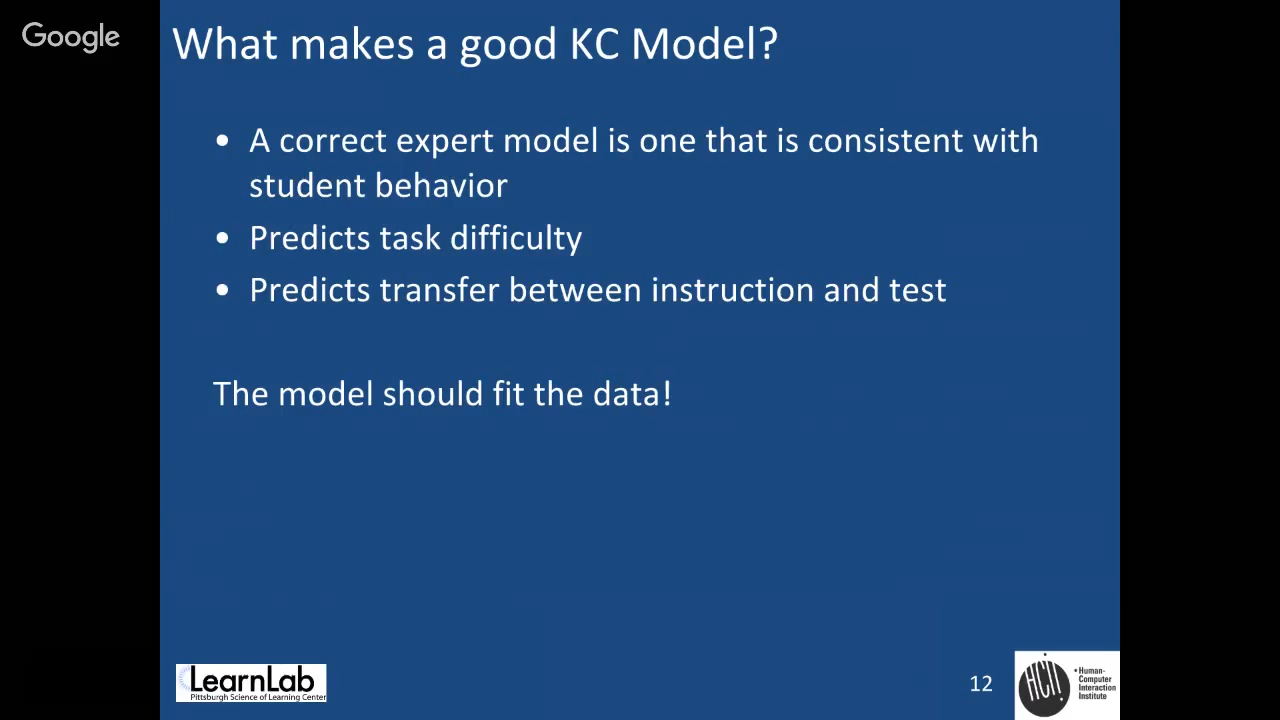 Google
What makes a good KC Model?
• A correct expert model is one that is consistent with
student behavior
• Predicts task difficulty
• Predicts transfer between instruction and test
The model should fit the data!
LearnLab
Pittsburgh Science of Learning Center
12
HCII
• Human-
Computer
Interaction
Institute